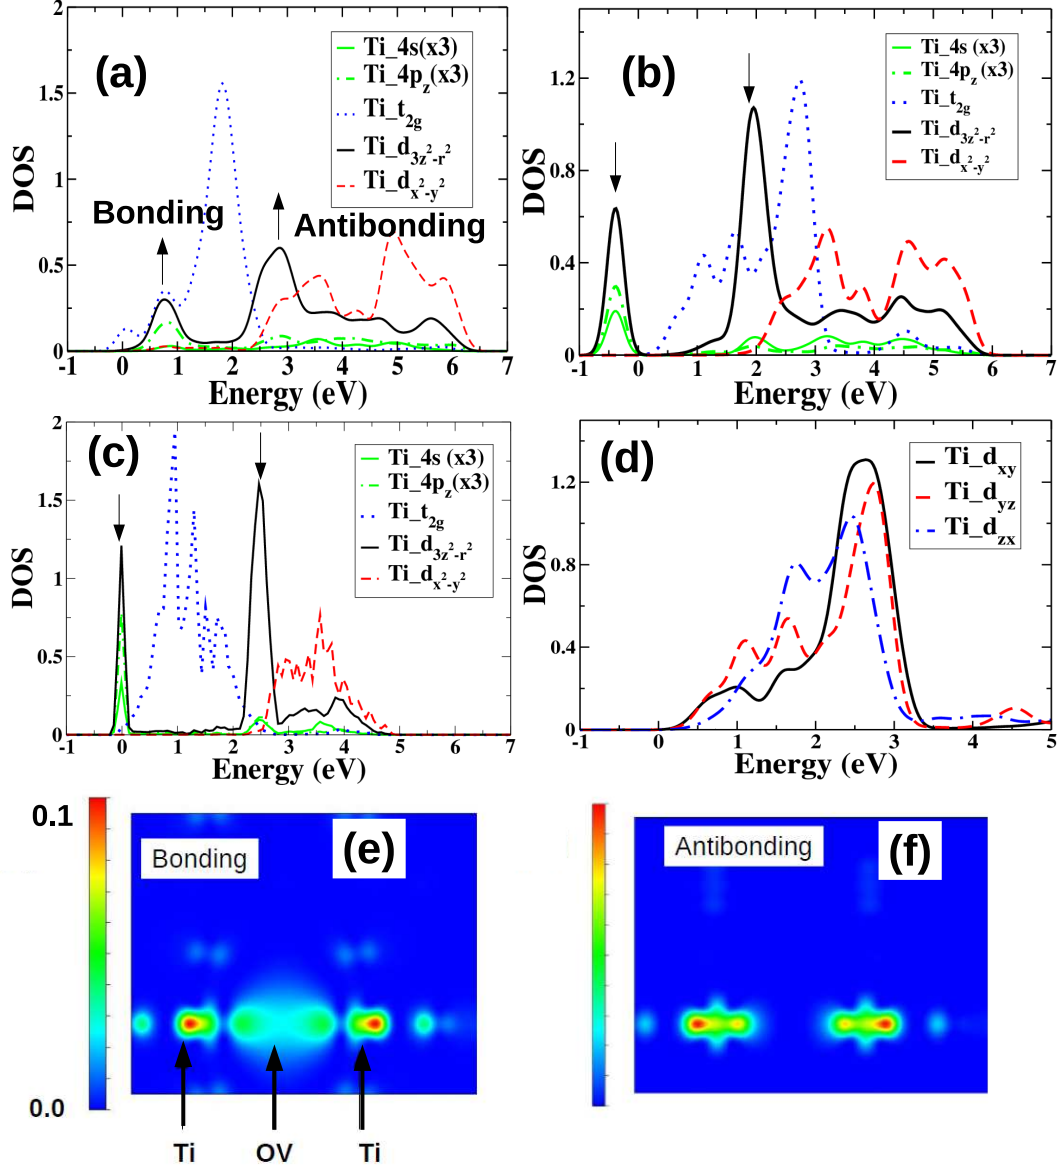 (a)
Ti_4s(x3)
Ti_4p_z(x3)
Ti_t_2g
Ti_d_3z²-r²
Ti_d_x²-y²
Bonding
Antibonding
DOS
2
1.5
1
0.5
0
-1 0 1 2 3 4 5 6 7
Energy (eV)
(b)
Ti_4s (x3)
Ti_4p_z(x3)
Ti_t_2g
Ti_d_3z²-r²
Ti_d_x²-y²
DOS
1.2
0.8
0.4
0
-1 0 1 2 3 4 5 6 7
Energy (eV)
(c)
Ti_4s (x3)
Ti_4p_z(x3)
Ti_t_2g
Ti_d_3z²-r²
Ti_d_x²-y²
DOS
2
1.5
1
0.5
0
-1 0 1 2 3 4 5 6 7
Energy (eV)
(d)
Ti_d_xy
Ti_d_yz
Ti_d_zx
DOS
1.2
0.8
0.4
0
-1 0 1 2 3 4 5
Energy (eV)
0.1
0.0
Bonding
(e)
Ti OV Ti
Antibonding
(f)